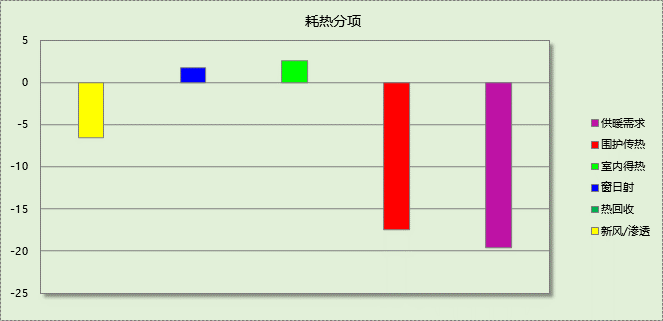 耗热分项
5
0
-5
-10
-15
-20
-25
供暖需求
围护传热
室内得热
窗日射
热回收
新风/渗透